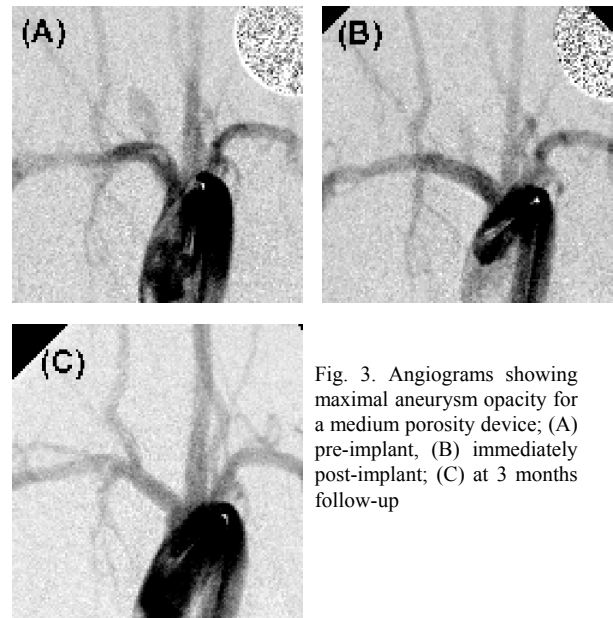 (A)
(B)
(C)
Fig. 3. Angiograms showing
maximal aneurysm opacity for
a medium porosity device; (A)
pre-implant, (B) immediately
post-implant; (C) at 3 months
follow-up